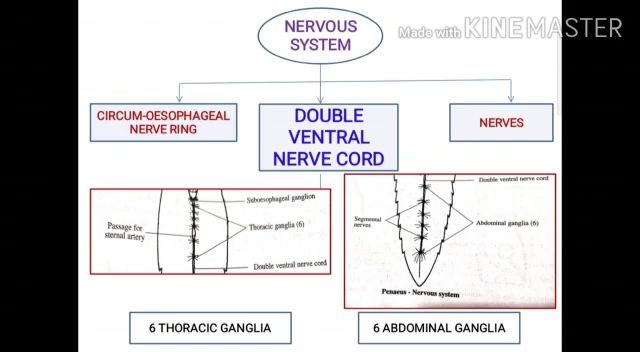 NERVOUS
SYSTEM
Made with KINEMASTER
CIRCUM-OESOPHAGEAL
NERVE RING
DOUBLE
VENTRAL
NERVE CORD
NERVES
Suboesophageal ganglion
Passage for
sternal artery
Thoracic ganglia (6)
Double ventral nerve cord
Double ventral nerve cord
Segmental
nerves
Abdominal ganglia (6)
Penaeus - Nervous system
6 THORACIC GANGLIA
6 ABDOMINAL GANGLIA